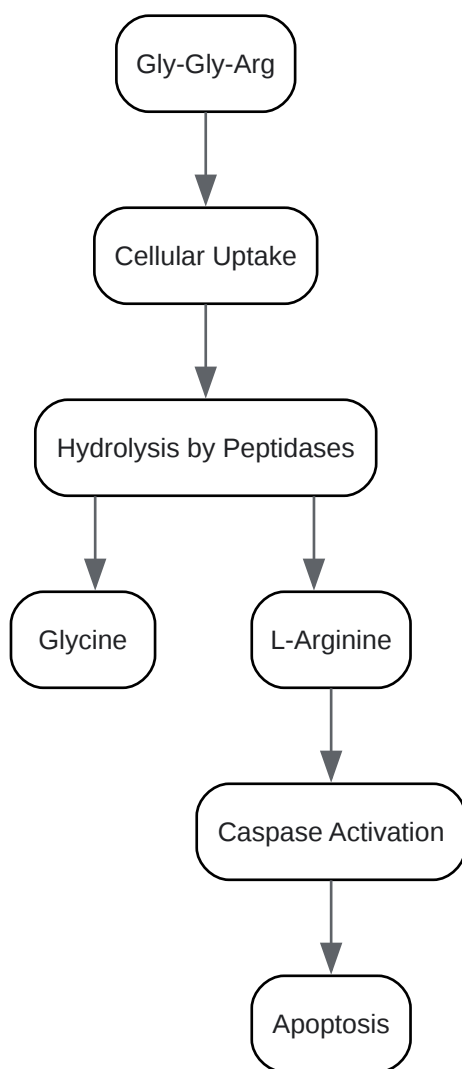 Gly-Gly-Arg
Cellular Uptake
Hydrolysis by Peptidases
Glycine
L-Arginine
Caspase Activation
Apoptosis